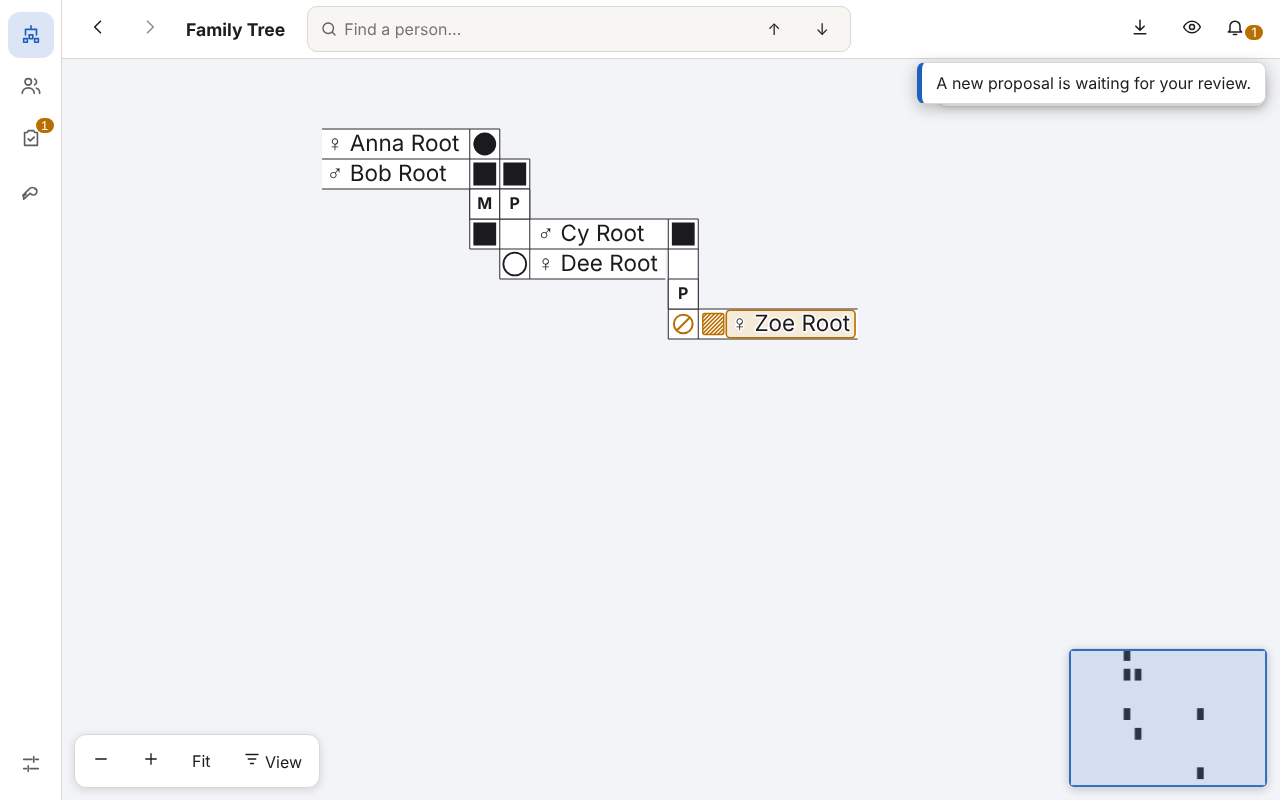 Family Tree
Find a person...
1
A new proposal is waiting for your review.
1
♀ Anna Root
♂ Bob Root
M P
♂ Cy Root
♀ Dee Root
P
♀ Zoe Root
− + Fit View